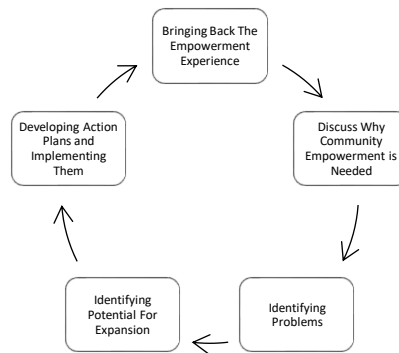 Bringing Back The
Empowerment
Experience
Discuss Why
Community
Empowerment is
Needed
Identifying
Problems
Identifying
Potential For
Expansion
Developing Action
Plans and
Implementing
Them